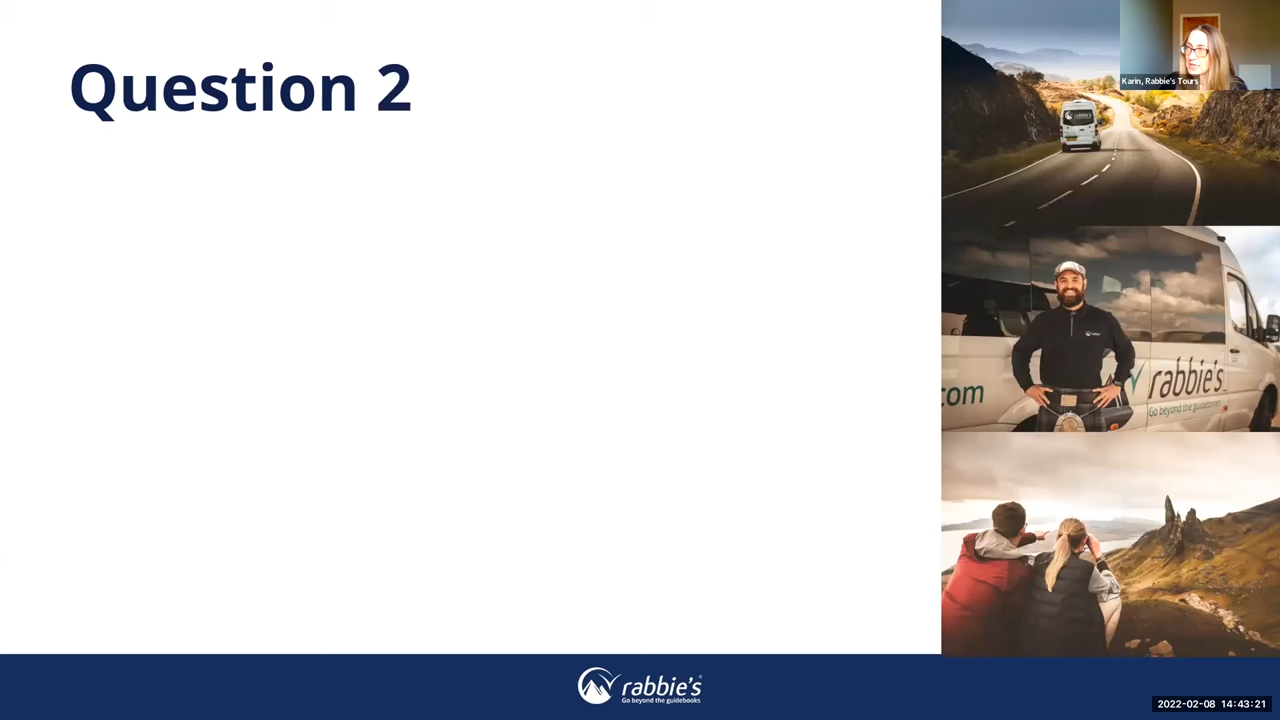 Question 2
Karin, Rabbie's Tours
rabbie's
.com
rabbie's
Go beyond the guidebooks
rabbie's
Go beyond the guidebooks
2022-02-08 14:43:21